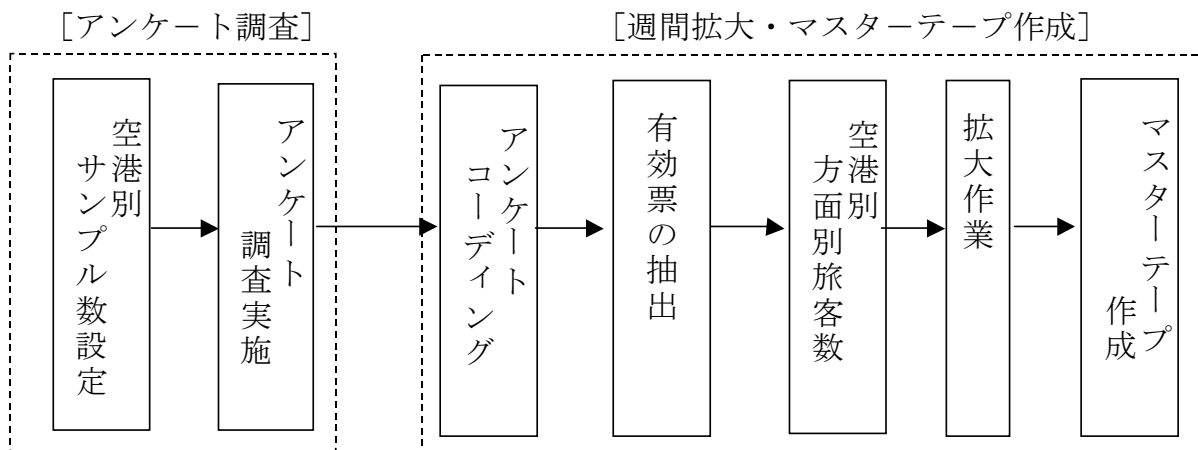 ［アンケート調査］
［週間拡大・マスターテープ作成］
空港別
サンプル数設定
アンケート
調査実施
アンケート
コーディング
有効票の抽出
空港別
方面別旅客数
拡大作業
マスターテープ
作成